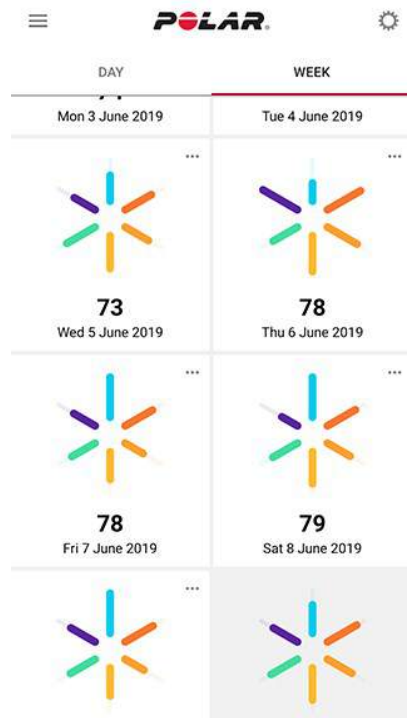 POLAR
DAY WEEK
Mon 3 June 2019 Tue 4 June 2019
73 78
Wed 5 June 2019 Thu 6 June 2019
78 79
Fri 7 June 2019 Sat 8 June 2019